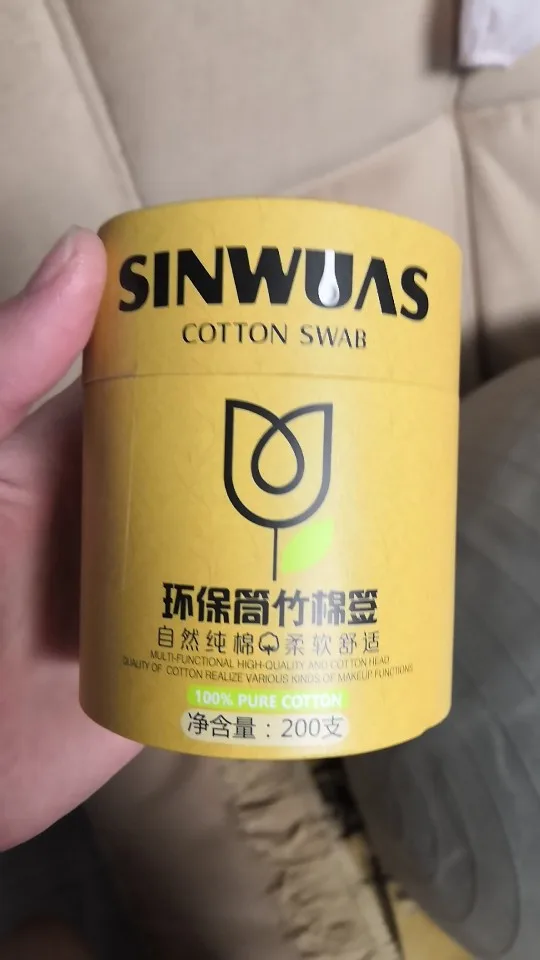 SINWUAS
COTTON SWAB
环保筒竹棉签
自然纯棉柔软舒适
MULTI-FUNCTIONAL HIGH-QUALITY AND COTTON HEAD
QUALITY OF COTTON REALIZE VARIOUS KINDS OF MAKEUP FUNCTIONS
100% PURE COTTON
净含量：200支